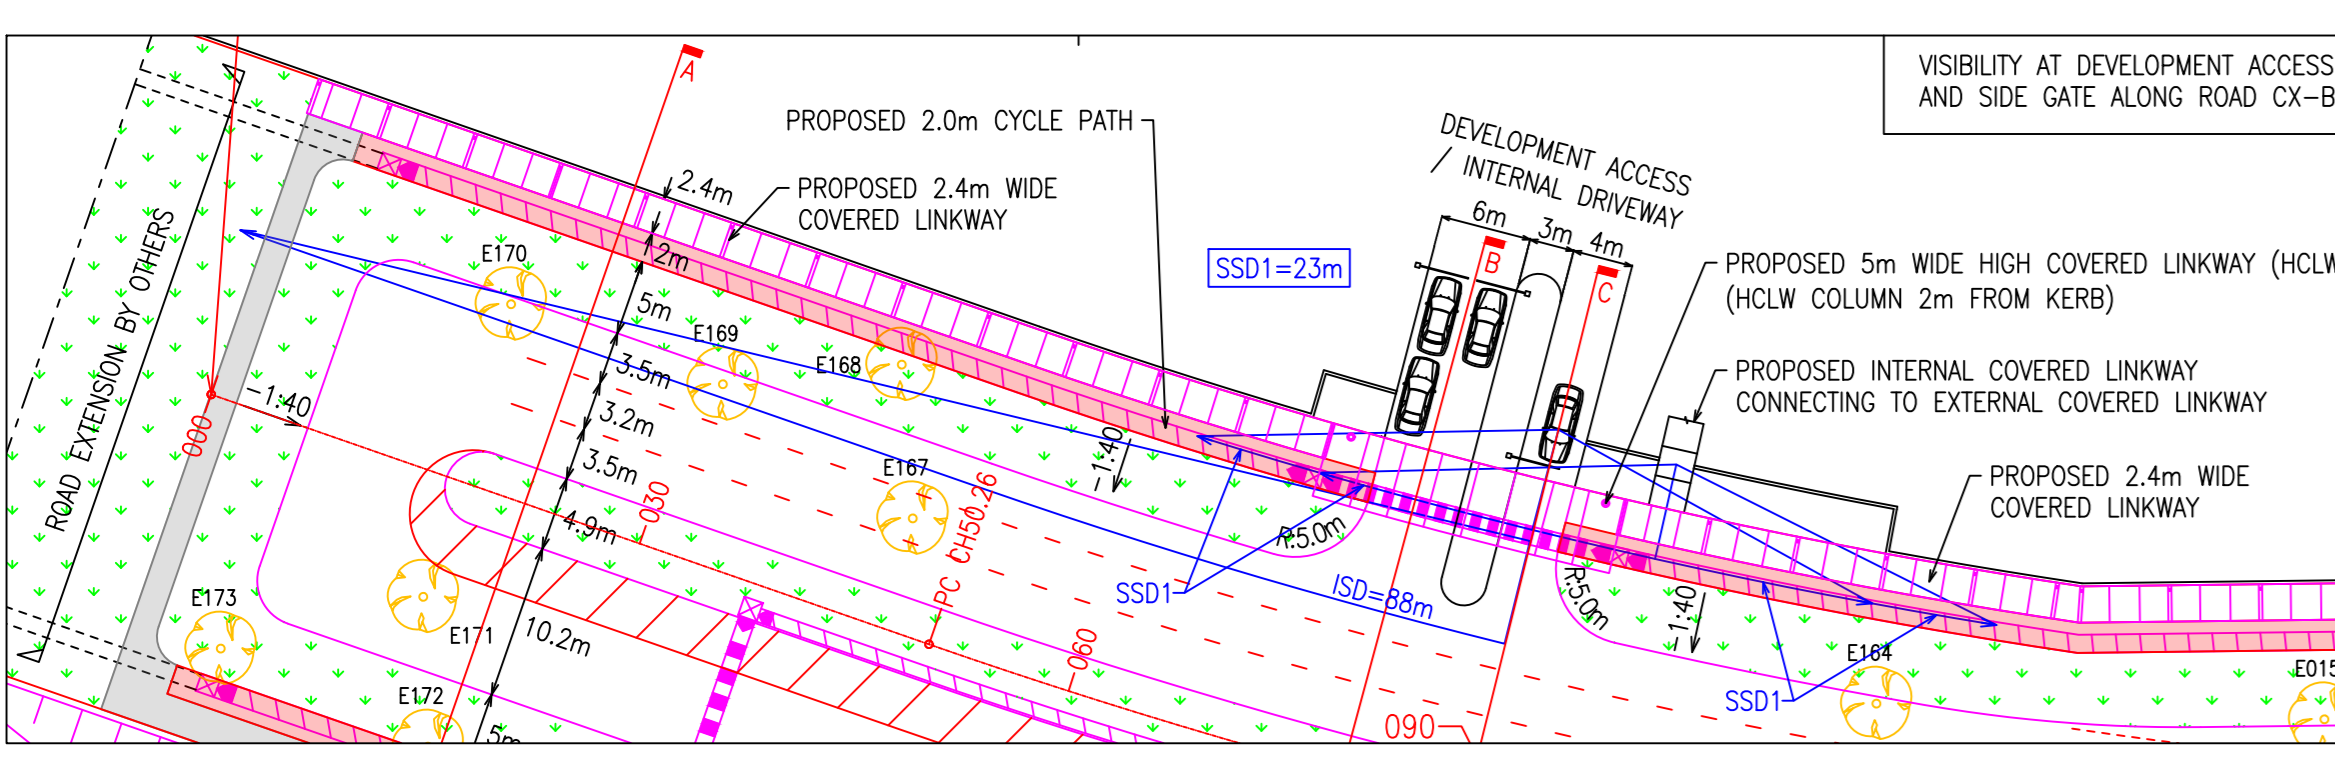 VISIBILITY AT DEVELOPMENT ACCESS
AND SIDE GATE ALONG ROAD CX-B
A
PROPOSED 2.0m CYCLE PATH
PROPOSED 2.4m WIDE
COVERED LINKWAY
2.4m
2m
5m
3.5m
3.2m
3.5m
4.9m
10.2m
5m
DEVELOPMENT ACCESS
/ INTERNAL DRIVEWAY
6m
3m
4m
B
C
SSD1=23m
PROPOSED 5m WIDE HIGH COVERED LINKWAY (HCLW
(HCLW COLUMN 2m FROM KERB)
PROPOSED INTERNAL COVERED LINKWAY
CONNECTING TO EXTERNAL COVERED LINKWAY
PROPOSED 2.4m WIDE
COVERED LINKWAY
ROAD EXTENSION BY OTHERS
E170
E169
E168
E167
E173
E171
E172
E164
E015
000
-1:40
030
PC CH50.26
060
090
-1:40
R:5.0m
R:5.0m
-1:40
SSD1
ISD=88m
SSD1